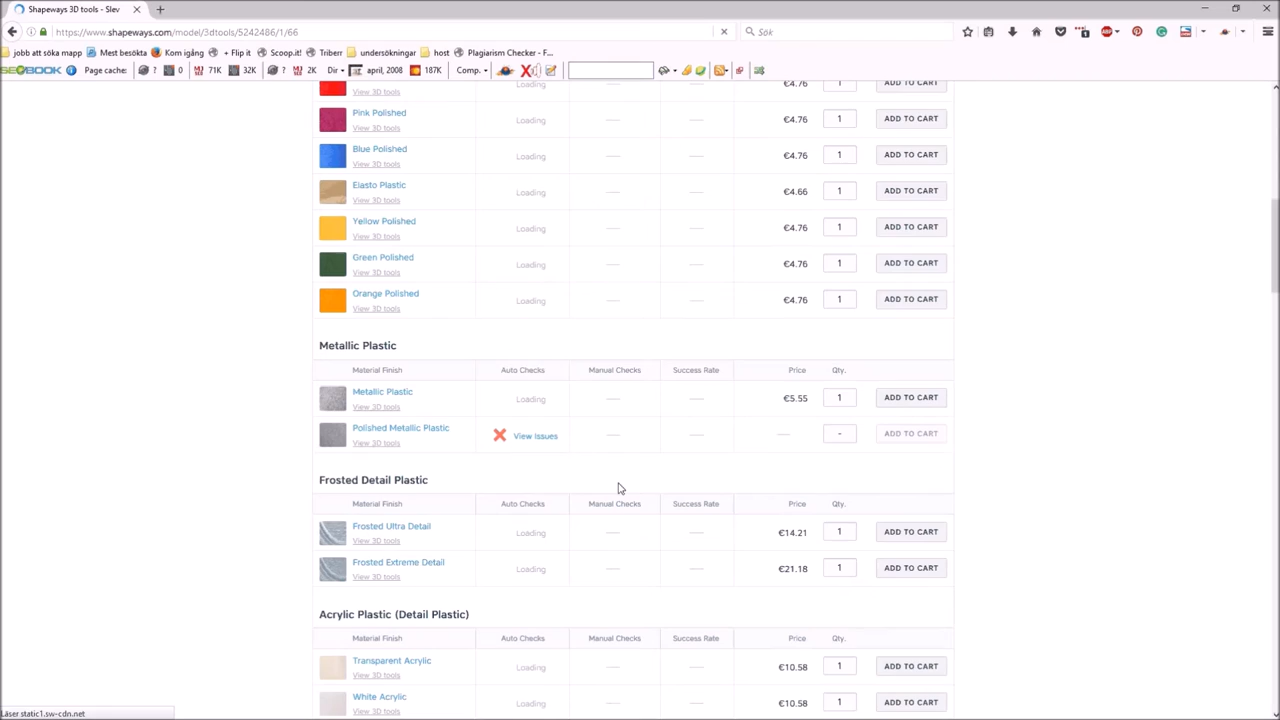 Shapeways 3D tools - Slev
https://www.shapeways.com/model/3dtools/5242486/1/66
Sök
jobb att söka mapp Mest besökta Kom igång + Flip it Scoop.it! Triberr undersökningar host Plagiarism Checker - F...
SEOBOOK Page cache: ? 0 71K 32K ? 2K Dir april, 2008 187K Comp.
View 3D tools Loading €4.76 1 ADD TO CART
Pink Polished
View 3D tools Loading €4.76 1 ADD TO CART
Blue Polished
View 3D tools Loading €4.76 1 ADD TO CART
Elasto Plastic
View 3D tools Loading €4.66 1 ADD TO CART
Yellow Polished
View 3D tools Loading €4.76 1 ADD TO CART
Green Polished
View 3D tools Loading €4.76 1 ADD TO CART
Orange Polished
View 3D tools Loading €4.76 1 ADD TO CART
Metallic Plastic
Material Finish Auto Checks Manual Checks Success Rate Price Qty.
Metallic Plastic
View 3D tools Loading €5.55 1 ADD TO CART
Polished Metallic Plastic
View 3D tools View Issues - ADD TO CART
Frosted Detail Plastic
Material Finish Auto Checks Manual Checks Success Rate Price Qty.
Frosted Ultra Detail
View 3D tools Loading €14.21 1 ADD TO CART
Frosted Extreme Detail
View 3D tools Loading €21.18 1 ADD TO CART
Acrylic Plastic (Detail Plastic)
Material Finish Auto Checks Manual Checks Success Rate Price Qty.
Transparent Acrylic
View 3D tools Loading €10.58 1 ADD TO CART
White Acrylic
View 3D tools Loading €10.58 1 ADD TO CART
Läser static1.sw-cdn.net